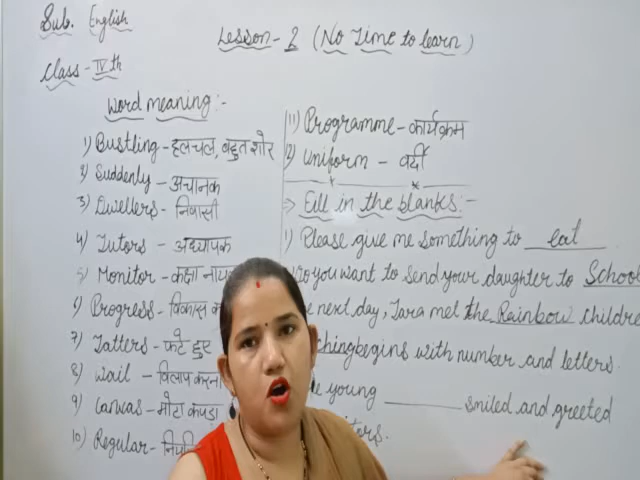 Sub. English
Lesson - 2 (No Time to learn)
Class - IVth
Word meaning :-
1) Bustling - हलचल, बहुत शोर
2) Suddenly - अचानक
3) Dwellers - निवासी
4) Tutors - अध्यापक
5) Monitor - कक्षा
6) Progress - विकास
7) Tatters - फटे हुए
8) Wail - विलाप करना
9) Canvas - मोटा कपड़ा
10) Regular -
11) Programme - कार्यक्रम
12) Uniform - वर्दी
⇒ Fill in the blanks :-
1) Please give me something to eat
you want to send your daughter to School
next day, Tara met the Rainbow childre
begins with number and letters.
young ______ smiled and greeted